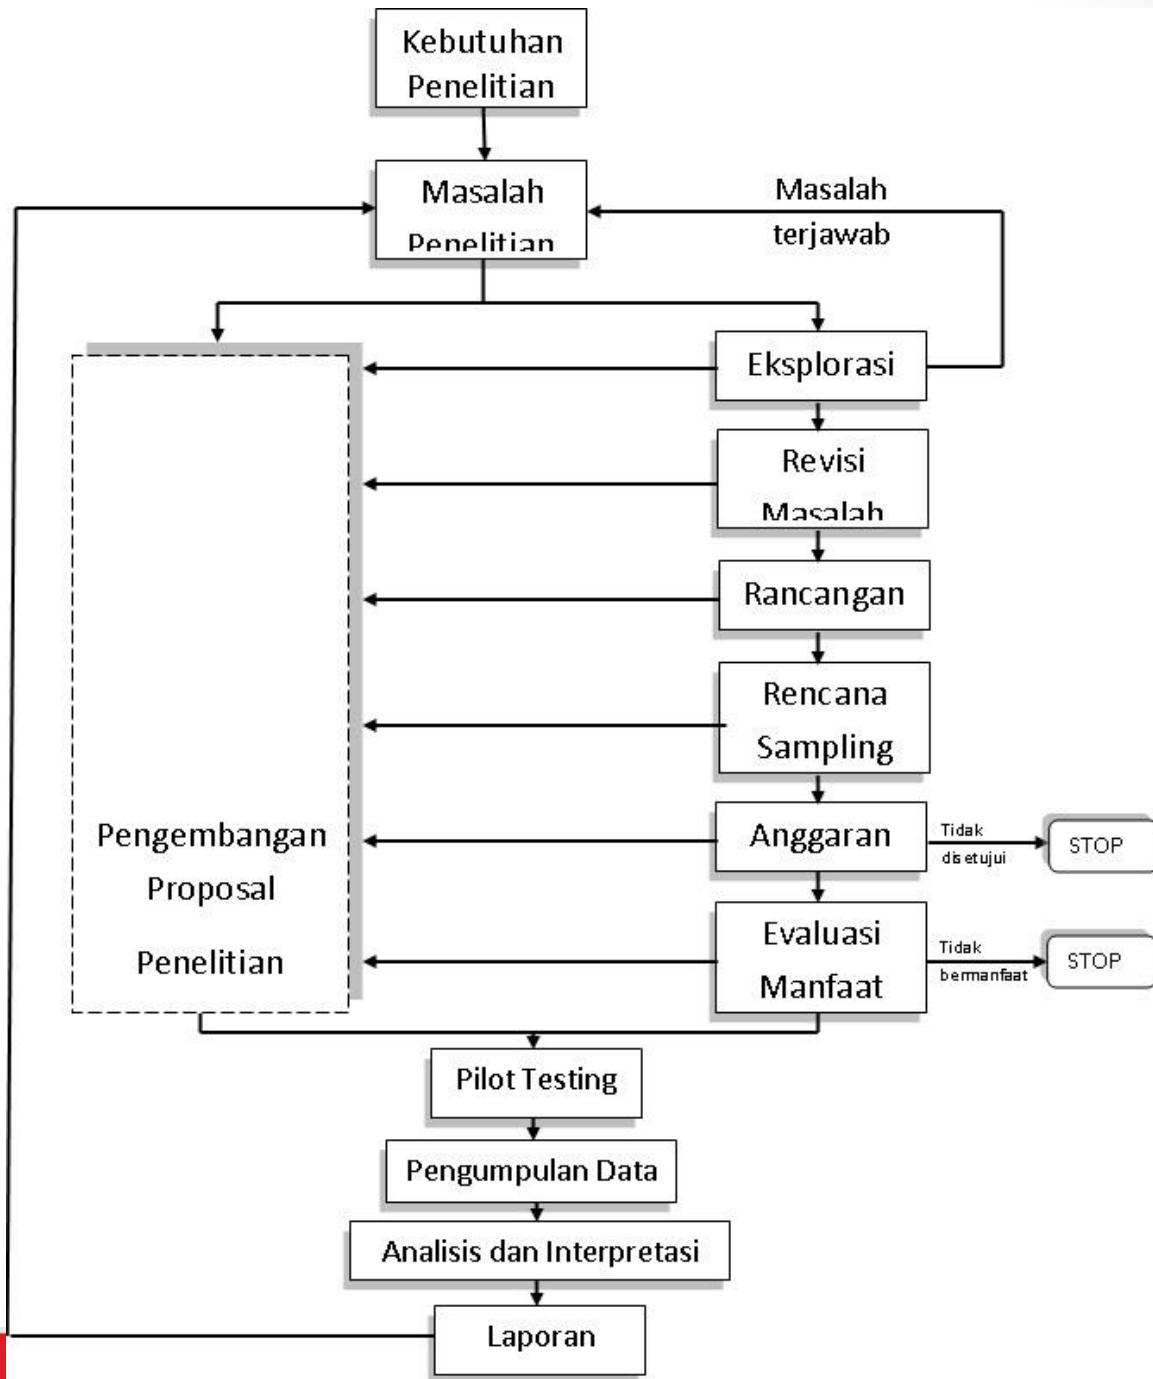 Kebutuhan
Penelitian
Masalah
Penelitian
Masalah
terjawab
Eksplorasi
Revisi
Masalah
Rancangan
Rencana
Sampling
Anggaran
Tidak
disetujui
STOP
Evaluasi
Manfaat
Tidak
bermanfaat
STOP
Pengembangan
Proposal
Penelitian
Pilot Testing
Pengumpulan Data
Analisis dan Interpretasi
Laporan